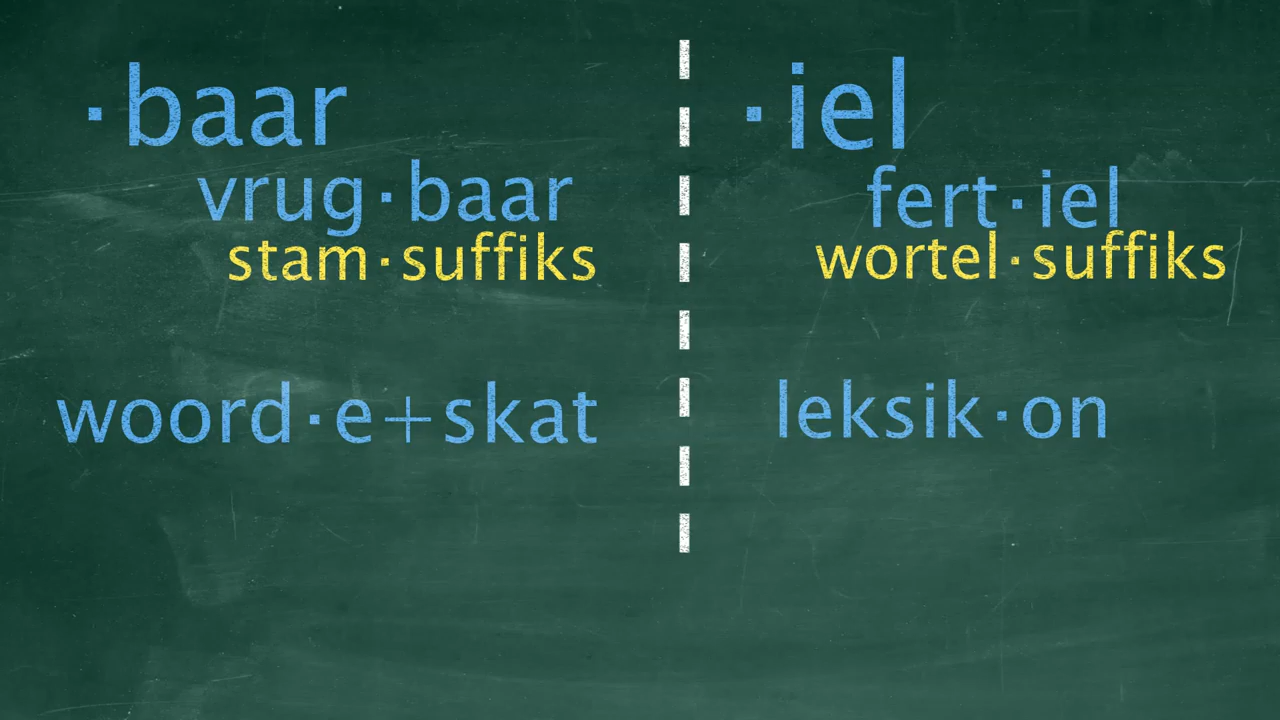 ·baar
vrug·baar
stam·suffiks
woord·e+skat
·iel
fert·iel
wortel·suffiks
leksik·on